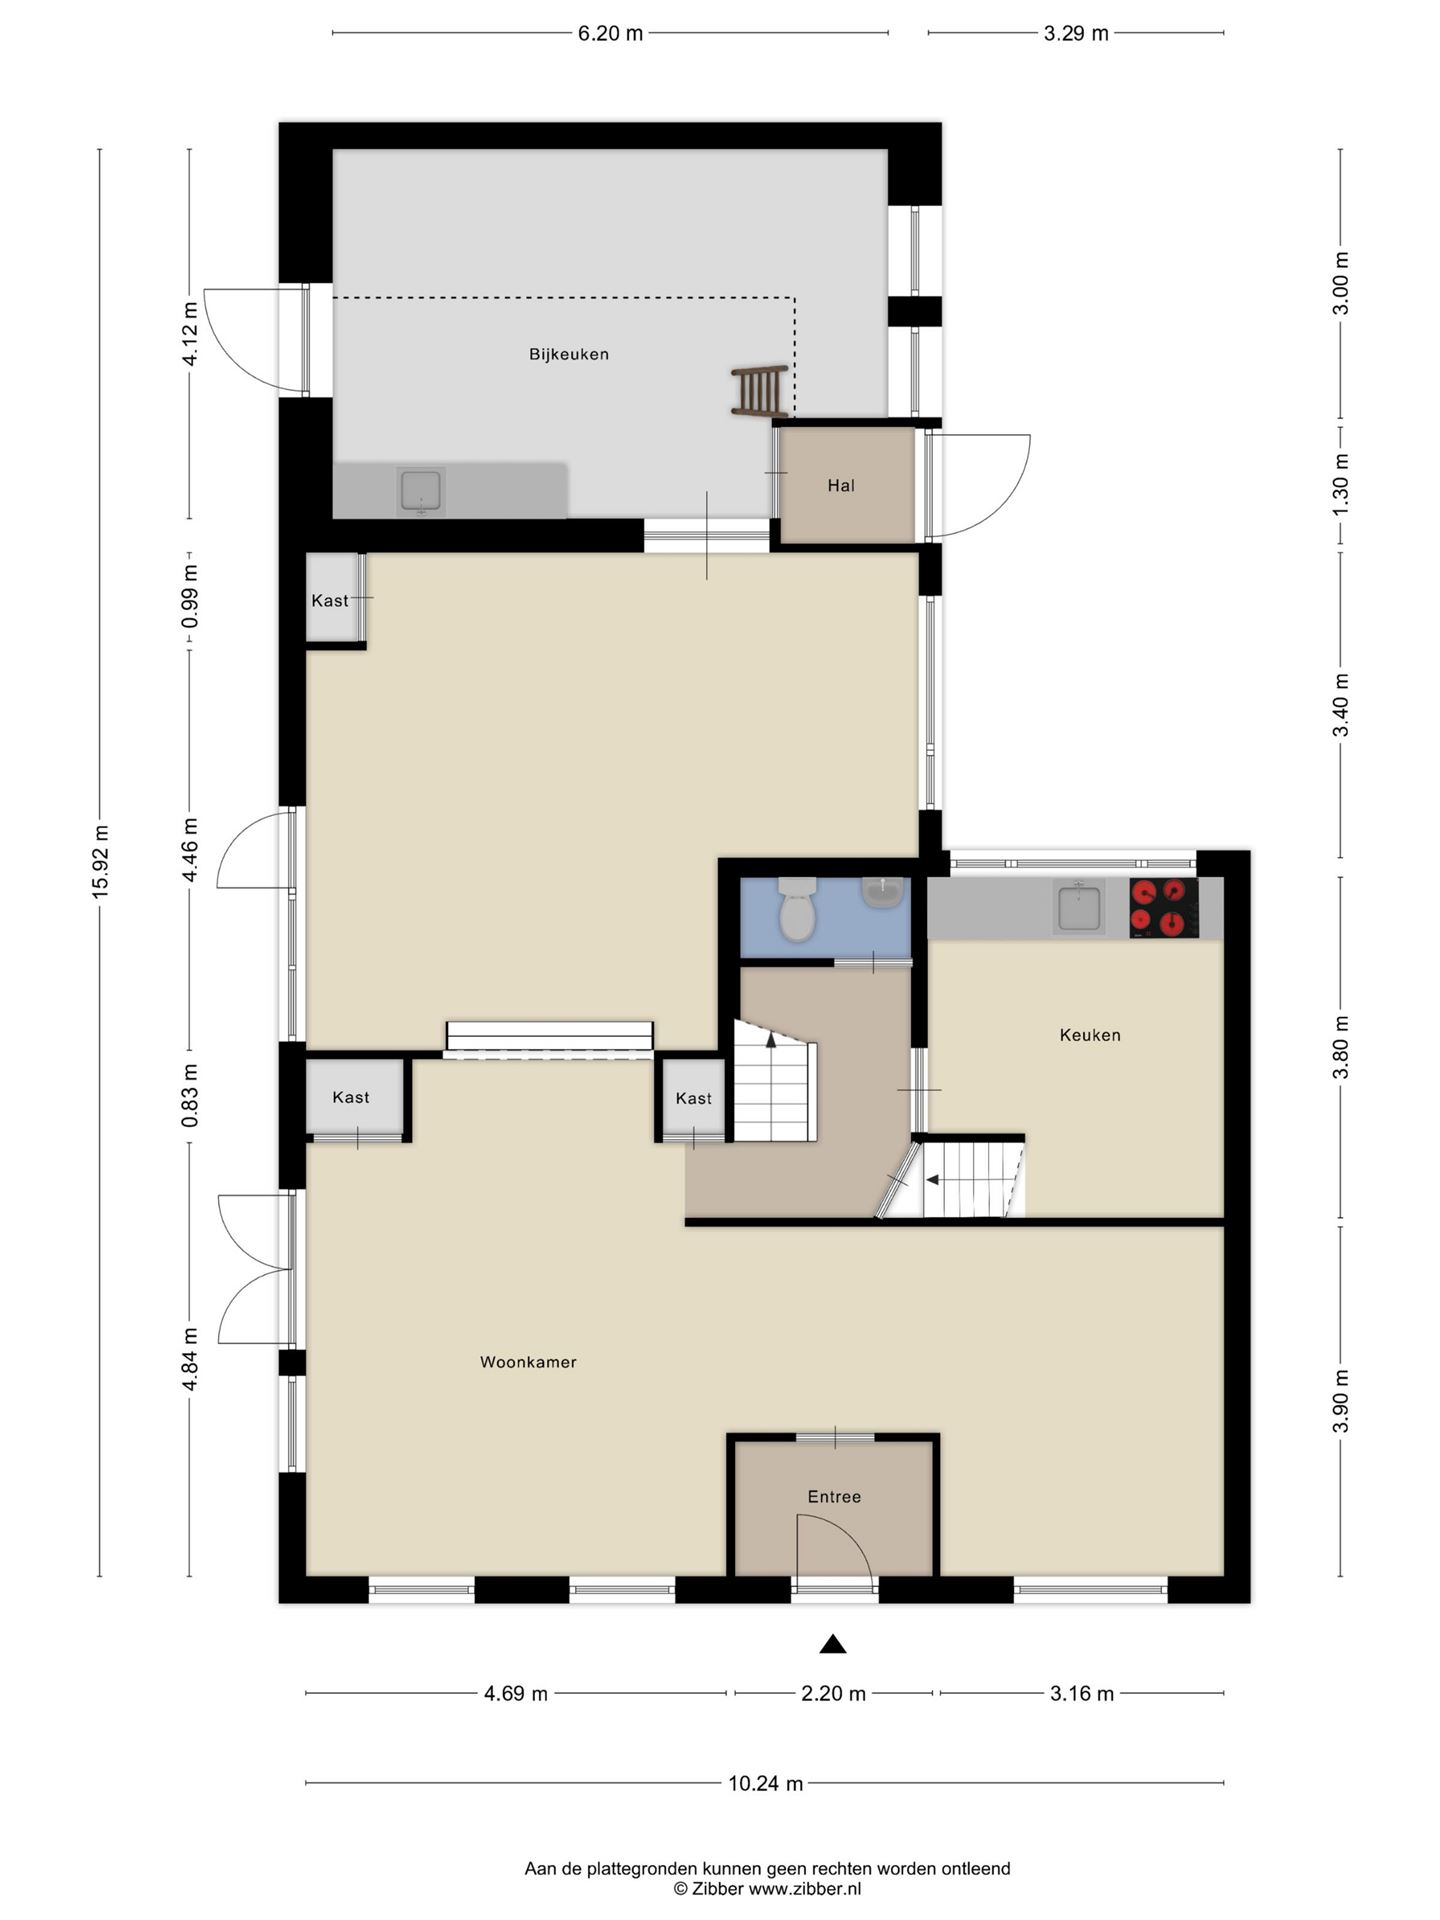 6.20 m
3.29 m
15.92 m
4.12 m
0.99 m
4.46 m
0.83 m
4.84 m
3.00 m
1.30 m
3.40 m
3.80 m
3.90 m
Bijkeuken
Hal
Kast
Keuken
Kast
Kast
Woonkamer
Entree
4.69 m
2.20 m
3.16 m
10.24 m
Aan de plattegronden kunnen geen rechten worden ontleend
© Zibber www.zibber.nl